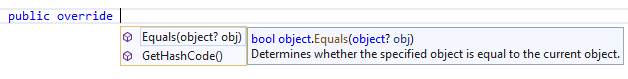 public override
Equals(object? obj)
GetHashCode()
bool object.Equals(object? obj)
Determines whether the specified object is equal to the current object.